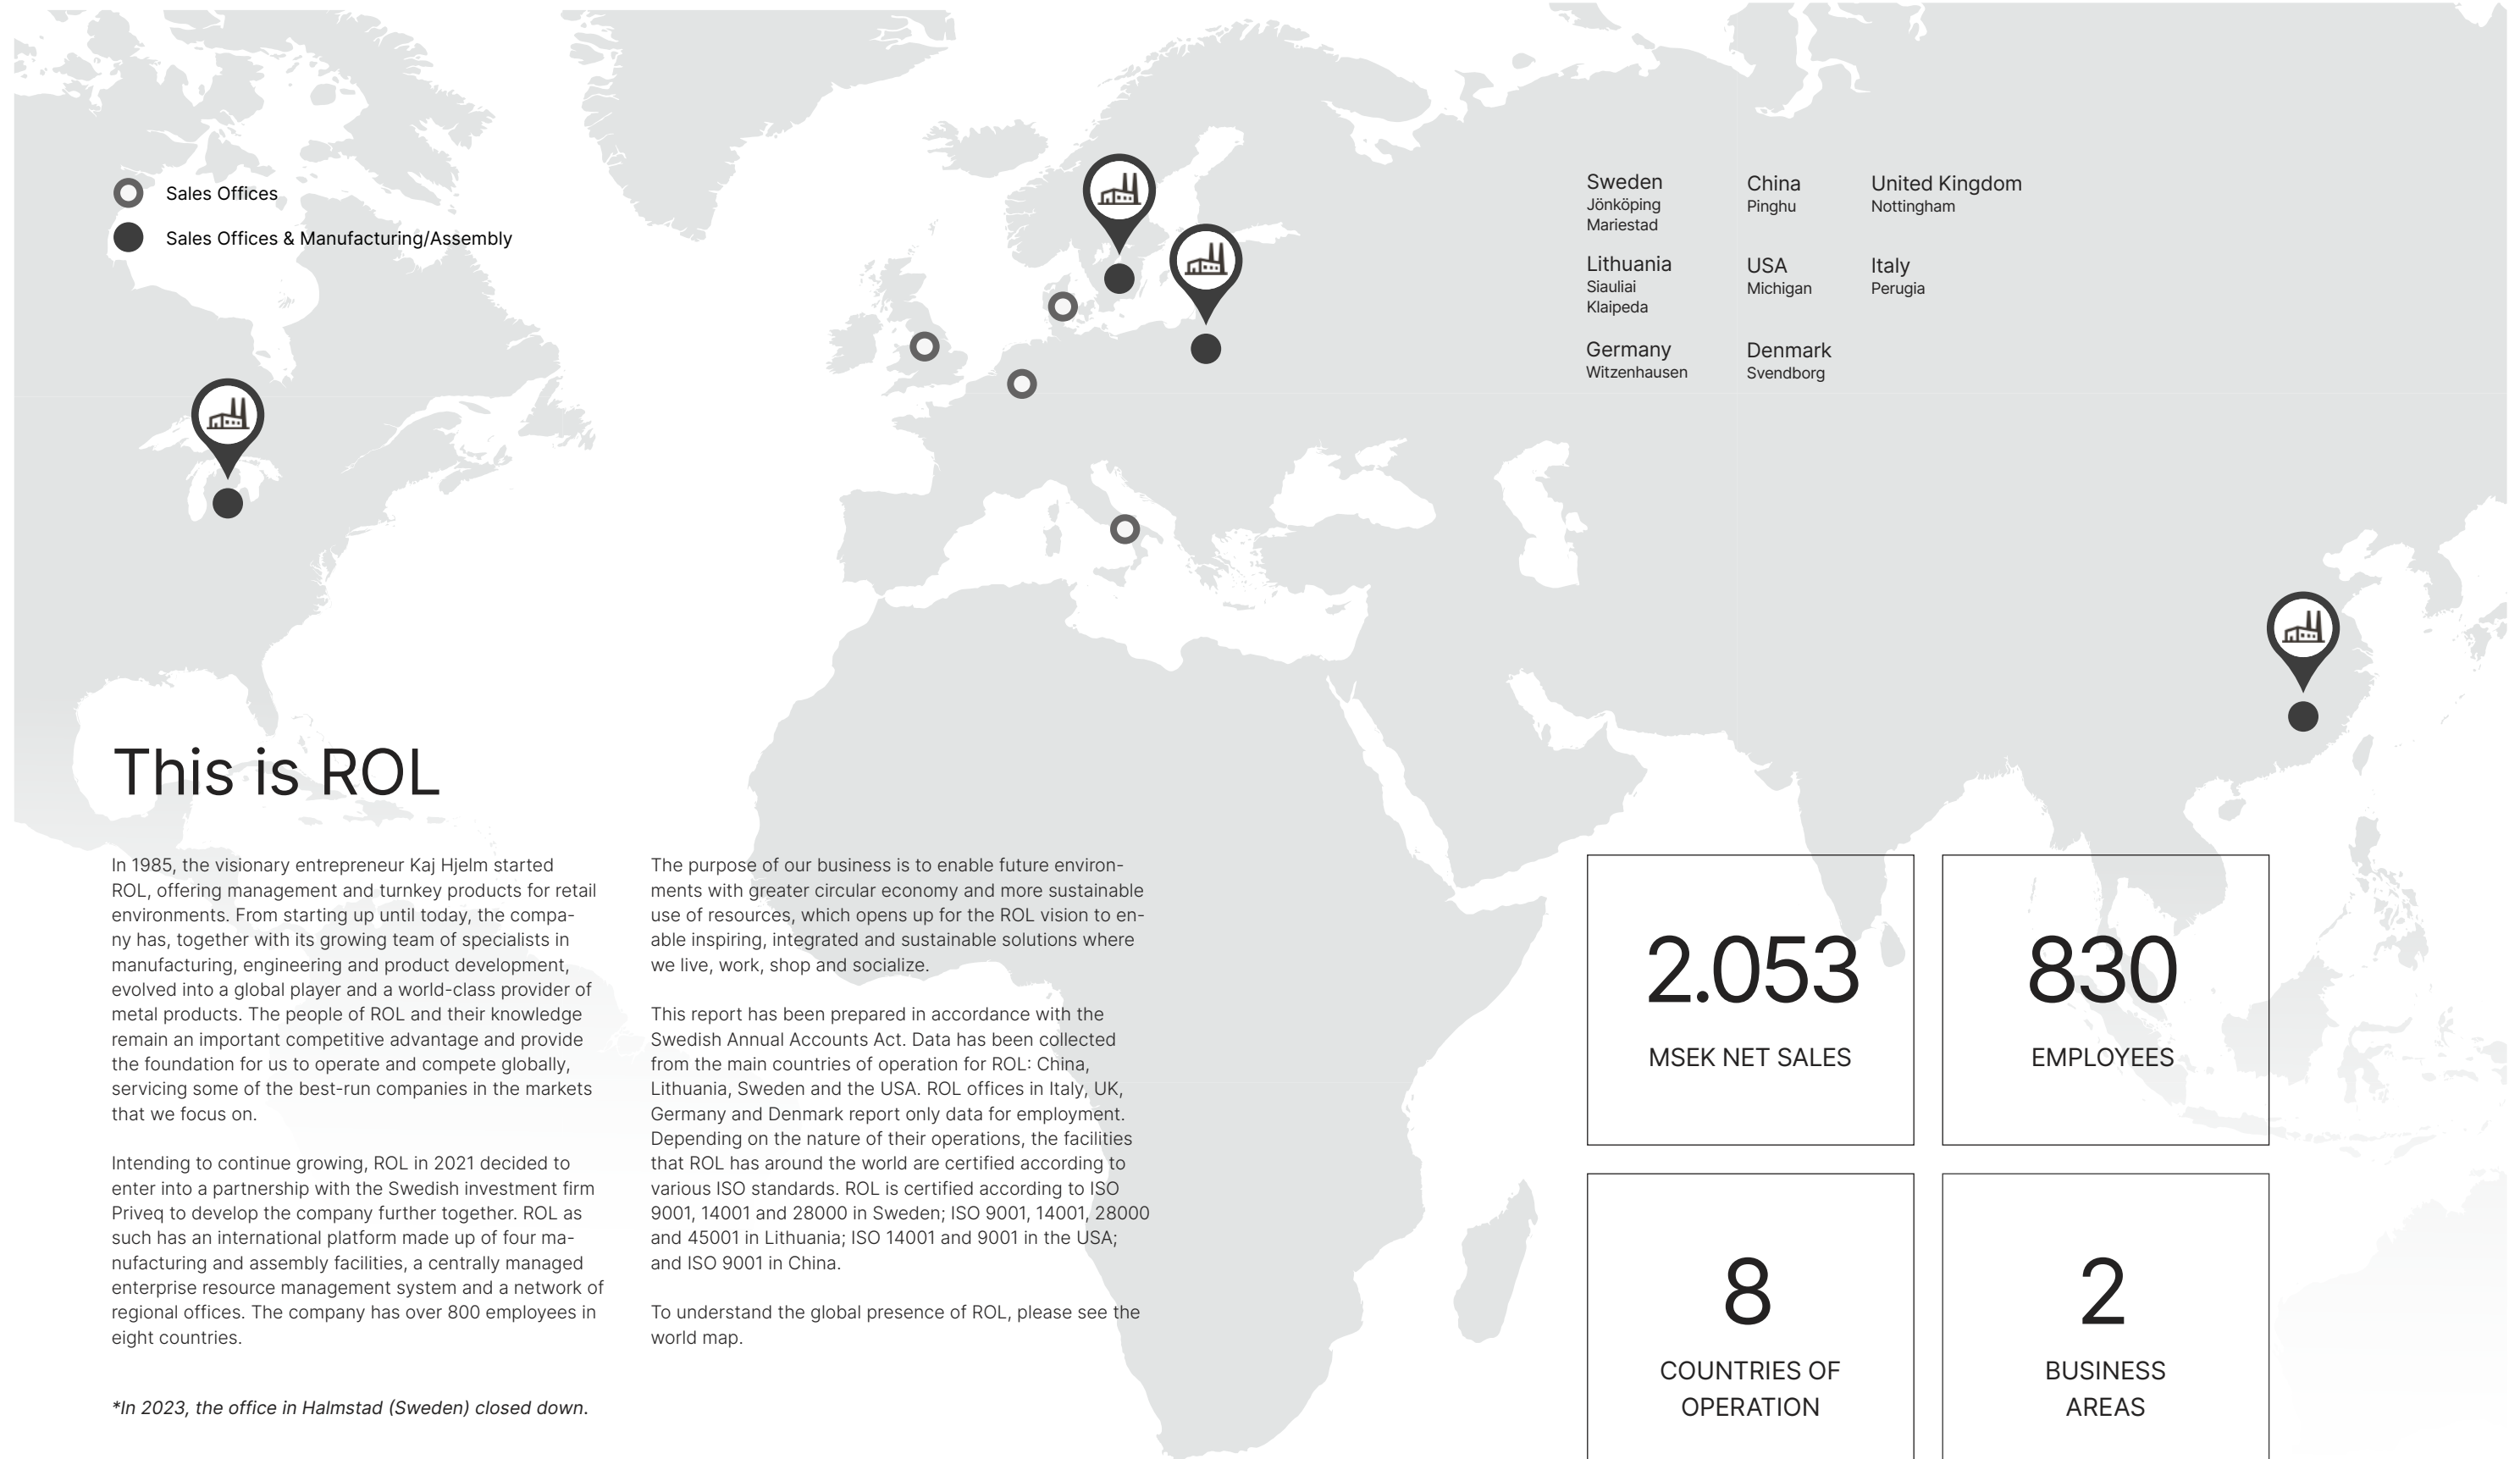 Sales Offices
Sales Offices & Manufacturing/Assembly
Sweden
Jönköping
Mariestad
China
Pinghu
United Kingdom
Nottingham
Lithuania
Siauliai
Klaipeda
USA
Michigan
Italy
Perugia
Germany
Witzenhausen
Denmark
Svendborg
This is ROL
In 1985, the visionary entrepreneur Kaj Hjelm started
ROL, offering management and turnkey products for retail
environments. From starting up until today, the compa-
ny has, together with its growing team of specialists in
manufacturing, engineering and product development,
evolved into a global player and a world-class provider of
metal products. The people of ROL and their knowledge
remain an important competitive advantage and provide
the foundation for us to operate and compete globally,
servicing some of the best-run companies in the markets
that we focus on.
Intending to continue growing, ROL in 2021 decided to
enter into a partnership with the Swedish investment firm
Priveq to develop the company further together. ROL as
such has an international platform made up of four ma-
nufacturing and assembly facilities, a centrally managed
enterprise resource management system and a network of
regional offices. The company has over 800 employees in
eight countries.
*In 2023, the office in Halmstad (Sweden) closed down.
The purpose of our business is to enable future environ-
ments with greater circular economy and more sustainable
use of resources, which opens up for the ROL vision to en-
able inspiring, integrated and sustainable solutions where
we live, work, shop and socialize.
This report has been prepared in accordance with the
Swedish Annual Accounts Act. Data has been collected
from the main countries of operation for ROL: China,
Lithuania, Sweden and the USA. ROL offices in Italy, UK,
Germany and Denmark report only data for employment.
Depending on the nature of their operations, the facilities
that ROL has around the world are certified according to
various ISO standards. ROL is certified according to ISO
9001, 14001 and 28000 in Sweden; ISO 9001, 14001, 28000
and 45001 in Lithuania; ISO 14001 and 9001 in the USA;
and ISO 9001 in China.
To understand the global presence of ROL, please see the
world map.
2.053
MSEK NET SALES
830
EMPLOYEES
8
COUNTRIES OF
OPERATION
2
BUSINESS
AREAS